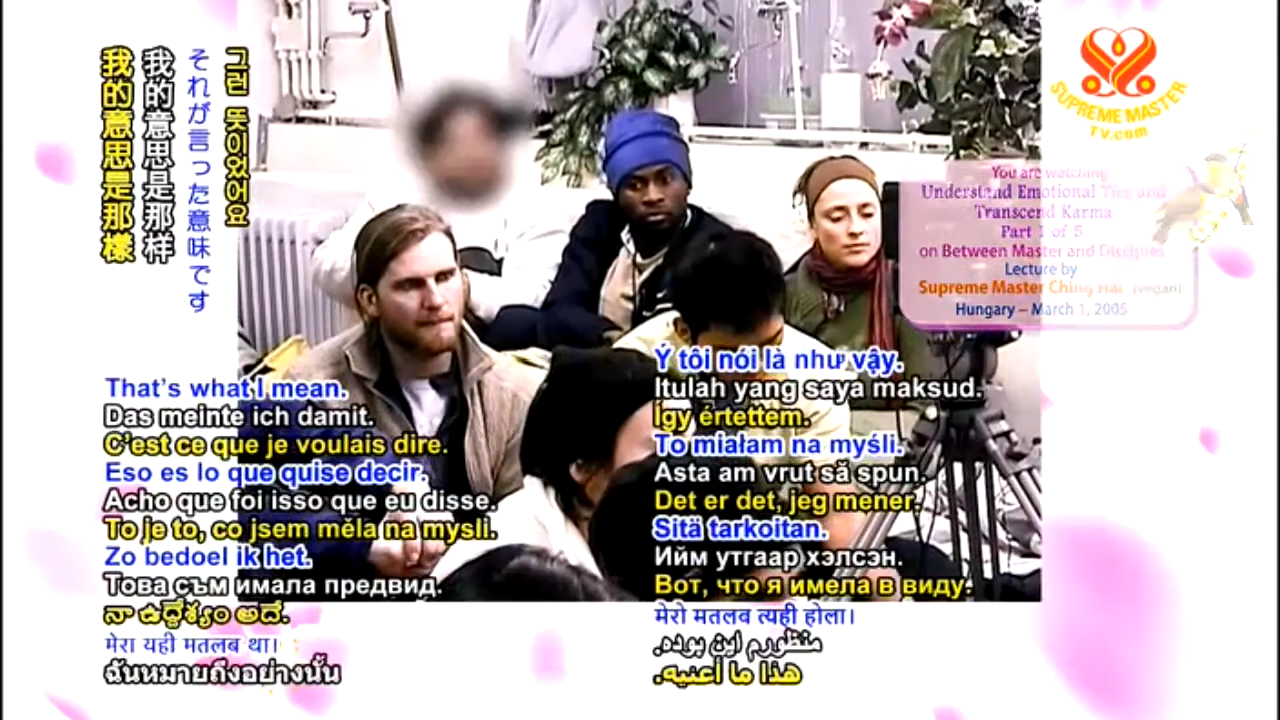 그런 뜻이었어요
それが言った意味です
我的意思是那样
我的意思是那樣
SUPREME MASTER
TV.com
You are watching
Understand Emotional Ties and
Transcend Karma
Part 1 of 5
on Between Master and Disciples
Lecture by
Supreme Master Ching Hai (vegan)
Hungary – March 1, 2005
That's what I mean.
Das meinte ich damit.
C'est ce que je voulais dire.
Eso es lo que quise decir.
Acho que foi isso que eu disse.
To je to, co jsem měla na mysli.
Zo bedoel ik het.
Това съм имала предвид.
నా ఉద్దేశ్యం అదే.
मेरा यही मतलब था।
ฉันหมายถึงอย่างนั้น
Ý tôi nói là như vậy.
Itulah yang saya maksud.
Így értettem.
To miałam na myśli.
Asta am vrut să spun.
Det er det, jeg mener.
Sitä tarkoitan.
Ийм утгаар хэлсэн.
Вот, что я имела в виду.
मेरो मतलब त्यही होला।
منظورم این بوده.
هذا ما أعنيه.